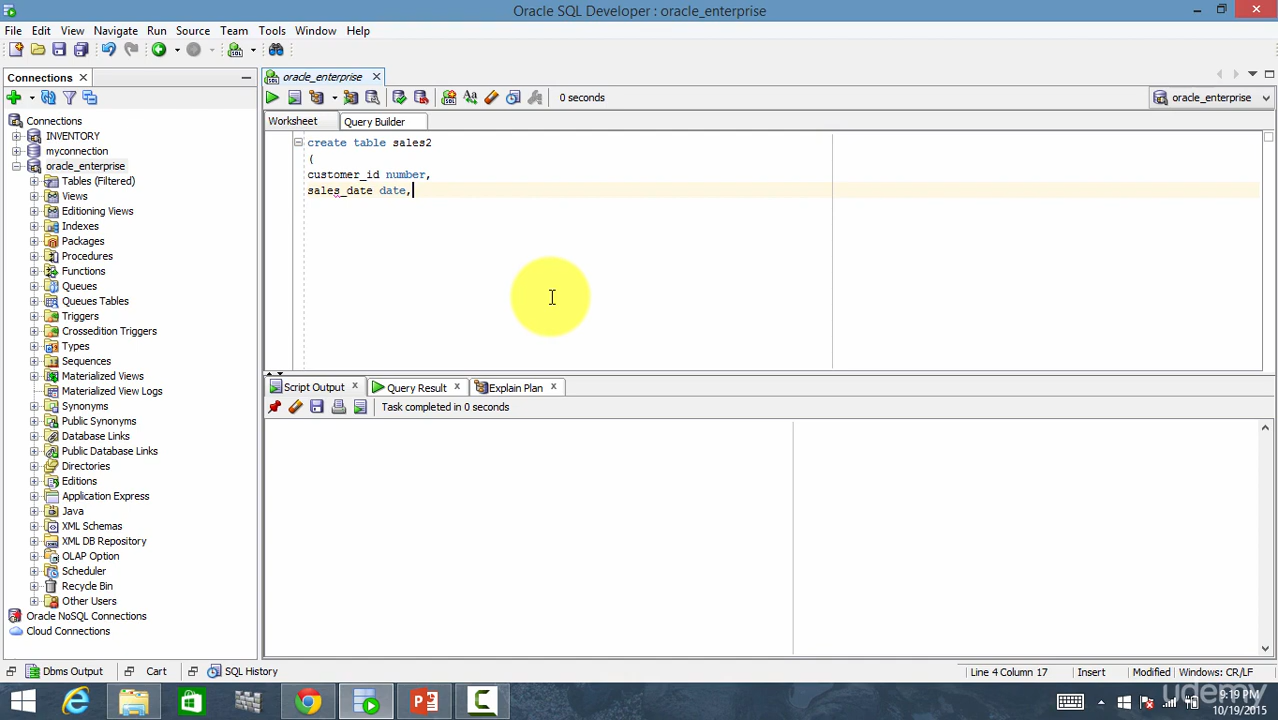 Oracle SQL Developer : oracle_enterprise
File Edit View Navigate Run Source Team Tools Window Help
Connections
oracle_enterprise
0 seconds
oracle_enterprise
Worksheet Query Builder
Connections
INVENTORY
myconnection
oracle_enterprise
Tables (Filtered)
Views
Editioning Views
Indexes
Packages
Procedures
Functions
Queues
Queues Tables
Triggers
Crossedition Triggers
Types
Sequences
Materialized Views
Materialized View Logs
Synonyms
Public Synonyms
Database Links
Public Database Links
Directories
Editions
Application Express
Java
XML Schemas
XML DB Repository
OLAP Option
Scheduler
Recycle Bin
Other Users
Oracle NoSQL Connections
Cloud Connections
create table sales2
(
customer_id number,
sales_date date,
Script Output Query Result Explain Plan
Task completed in 0 seconds
Dbms Output Cart SQL History
Line 4 Column 17 Insert Modified Windows: CR/LF
9:19 PM
10/19/2015
udemy